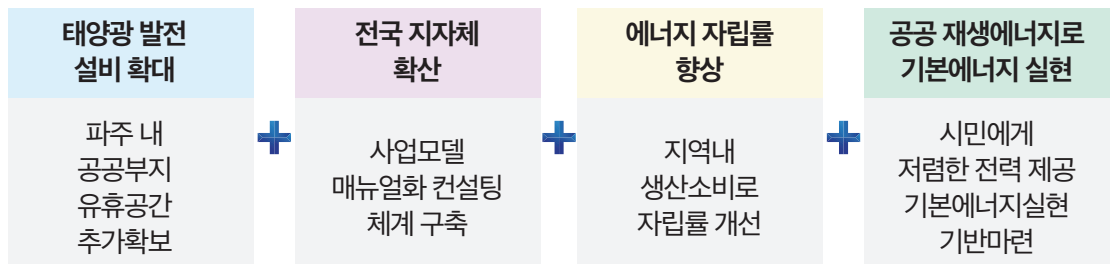 태양광 발전
설비 확대
파주 내
공공부지
유휴공간
추가확보
전국 지자체
확산
사업모델
매뉴얼화 컨설팅
체계 구축
에너지 자립률
향상
지역내
생산소비로
자립률 개선
공공 재생에너지로
기본에너지 실현
시민에게
저렴한 전력 제공
기본에너지실현
기반마련